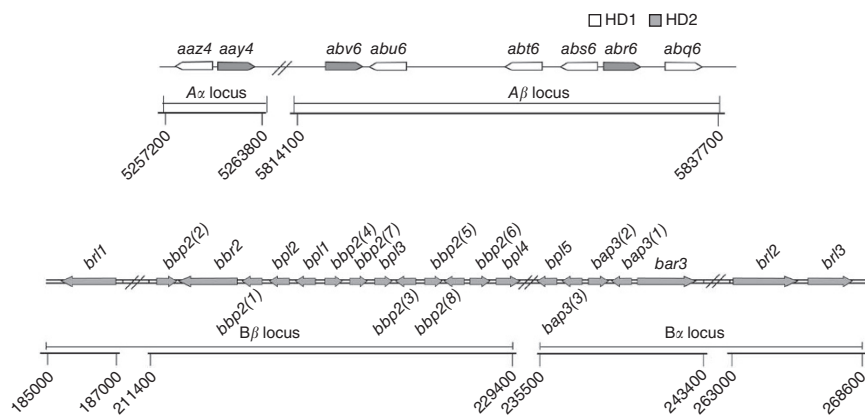 HD1 HD2
aaz4 aay4 abv6 abu6 abt6 abs6 abr6 abq6
Aα locus Aβ locus
5257200 5263800 5814100 5837700
brl1 bbp2(2) bbr2 bpl2 bpl1 bbp2(4) bbp2(7) bpl3 bbp2(5) bbp2(6) bpl4 bpl5 bap3(2) bap3(1) bar3 brl2 brl3
bbp2(1) bbp2(3) bbp2(8) bap3(3)
Bβ locus Bα locus
185000 187000 211400 229400 235500 243400 263000 268600